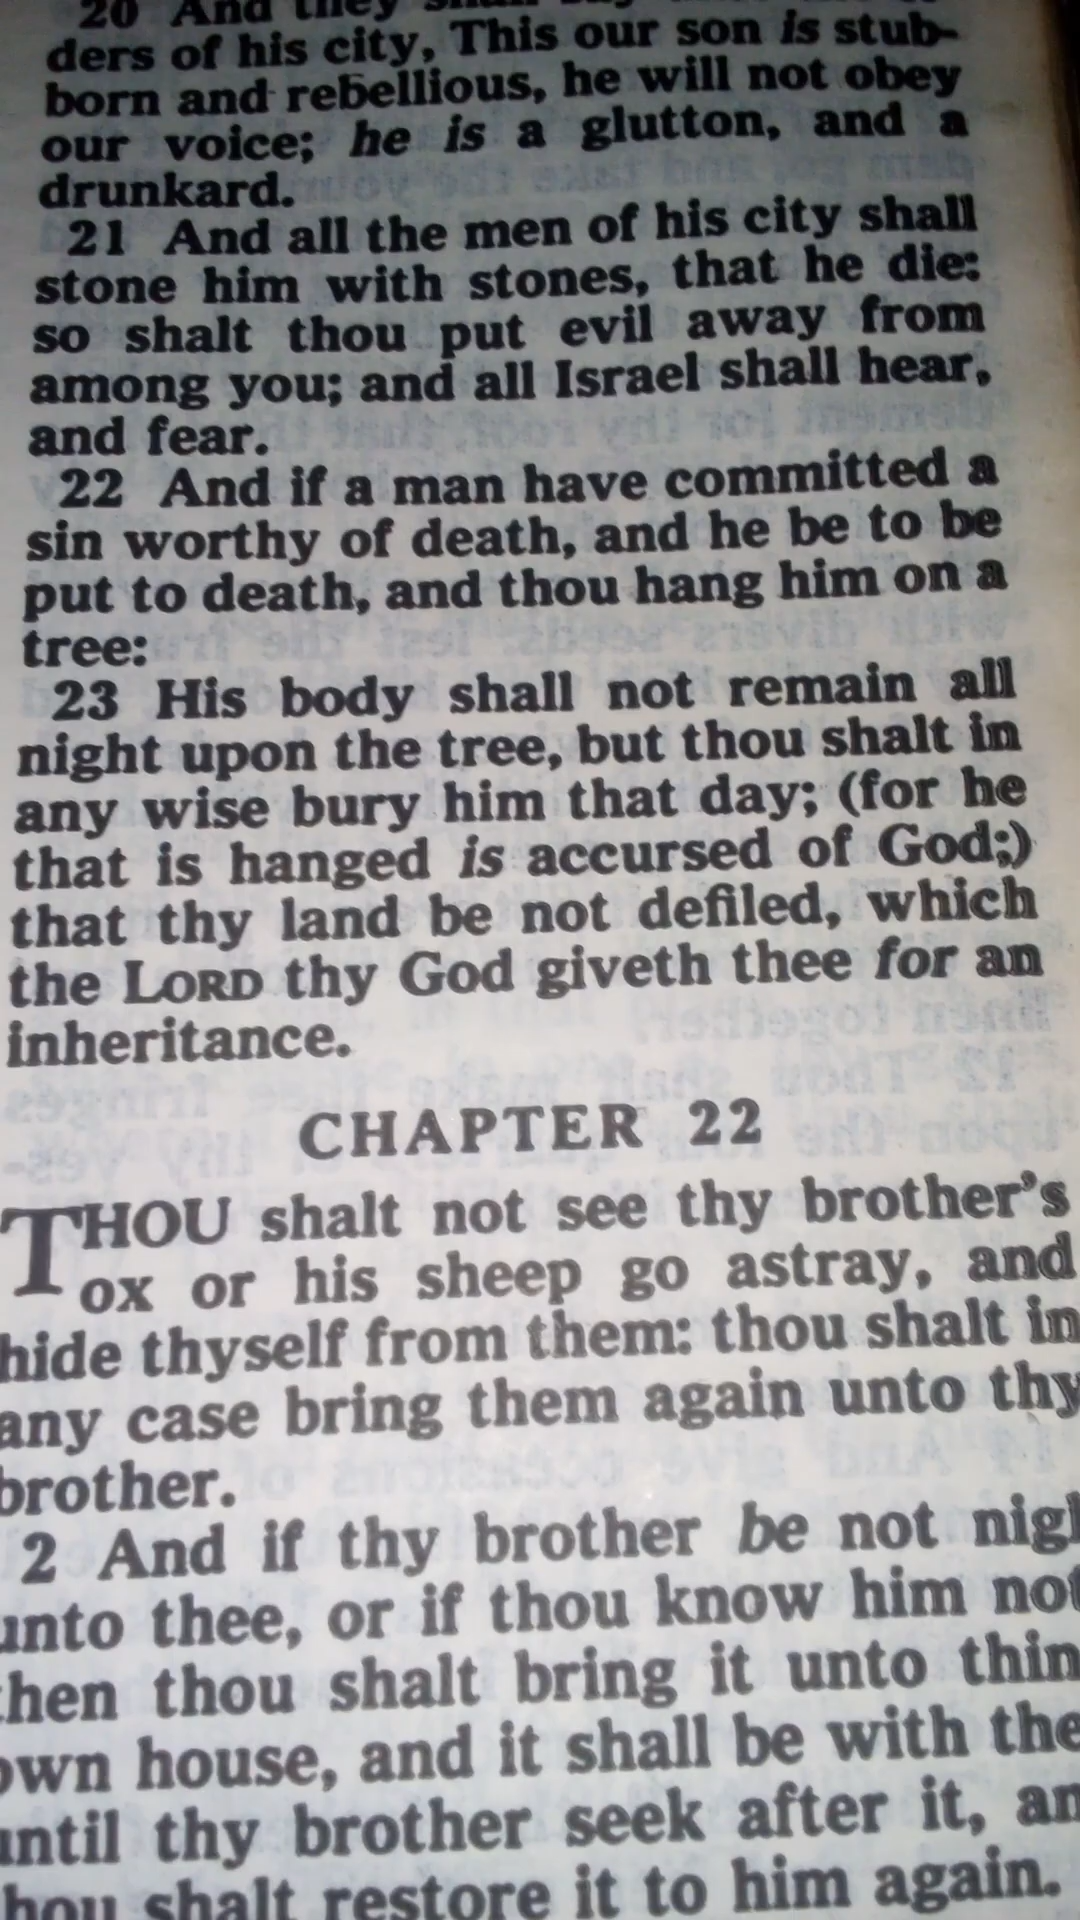 20 And they
ders of his city, This our son is stub-
born and rebellious, he will not obey
our voice; he is a glutton, and a
drunkard.
21 And all the men of his city shall
stone him with stones, that he die:
so shalt thou put evil away from
among you; and all Israel shall hear,
and fear.
22 And if a man have committed a
sin worthy of death, and he be to be
put to death, and thou hang him on a
tree:
23 His body shall not remain all
night upon the tree, but thou shalt in
any wise bury him that day; (for he
that is hanged is accursed of God;)
that thy land be not defiled, which
the LORD thy God giveth thee for an
inheritance.
CHAPTER 22
THOU shalt not see thy brother's
ox or his sheep go astray, and
hide thyself from them: thou shalt in
any case bring them again unto thy
brother.
2 And if thy brother be not nigh
unto thee, or if thou know him not
then thou shalt bring it unto thin
own house, and it shall be with the
until thy brother seek after it, an
thou shalt restore it to him again.